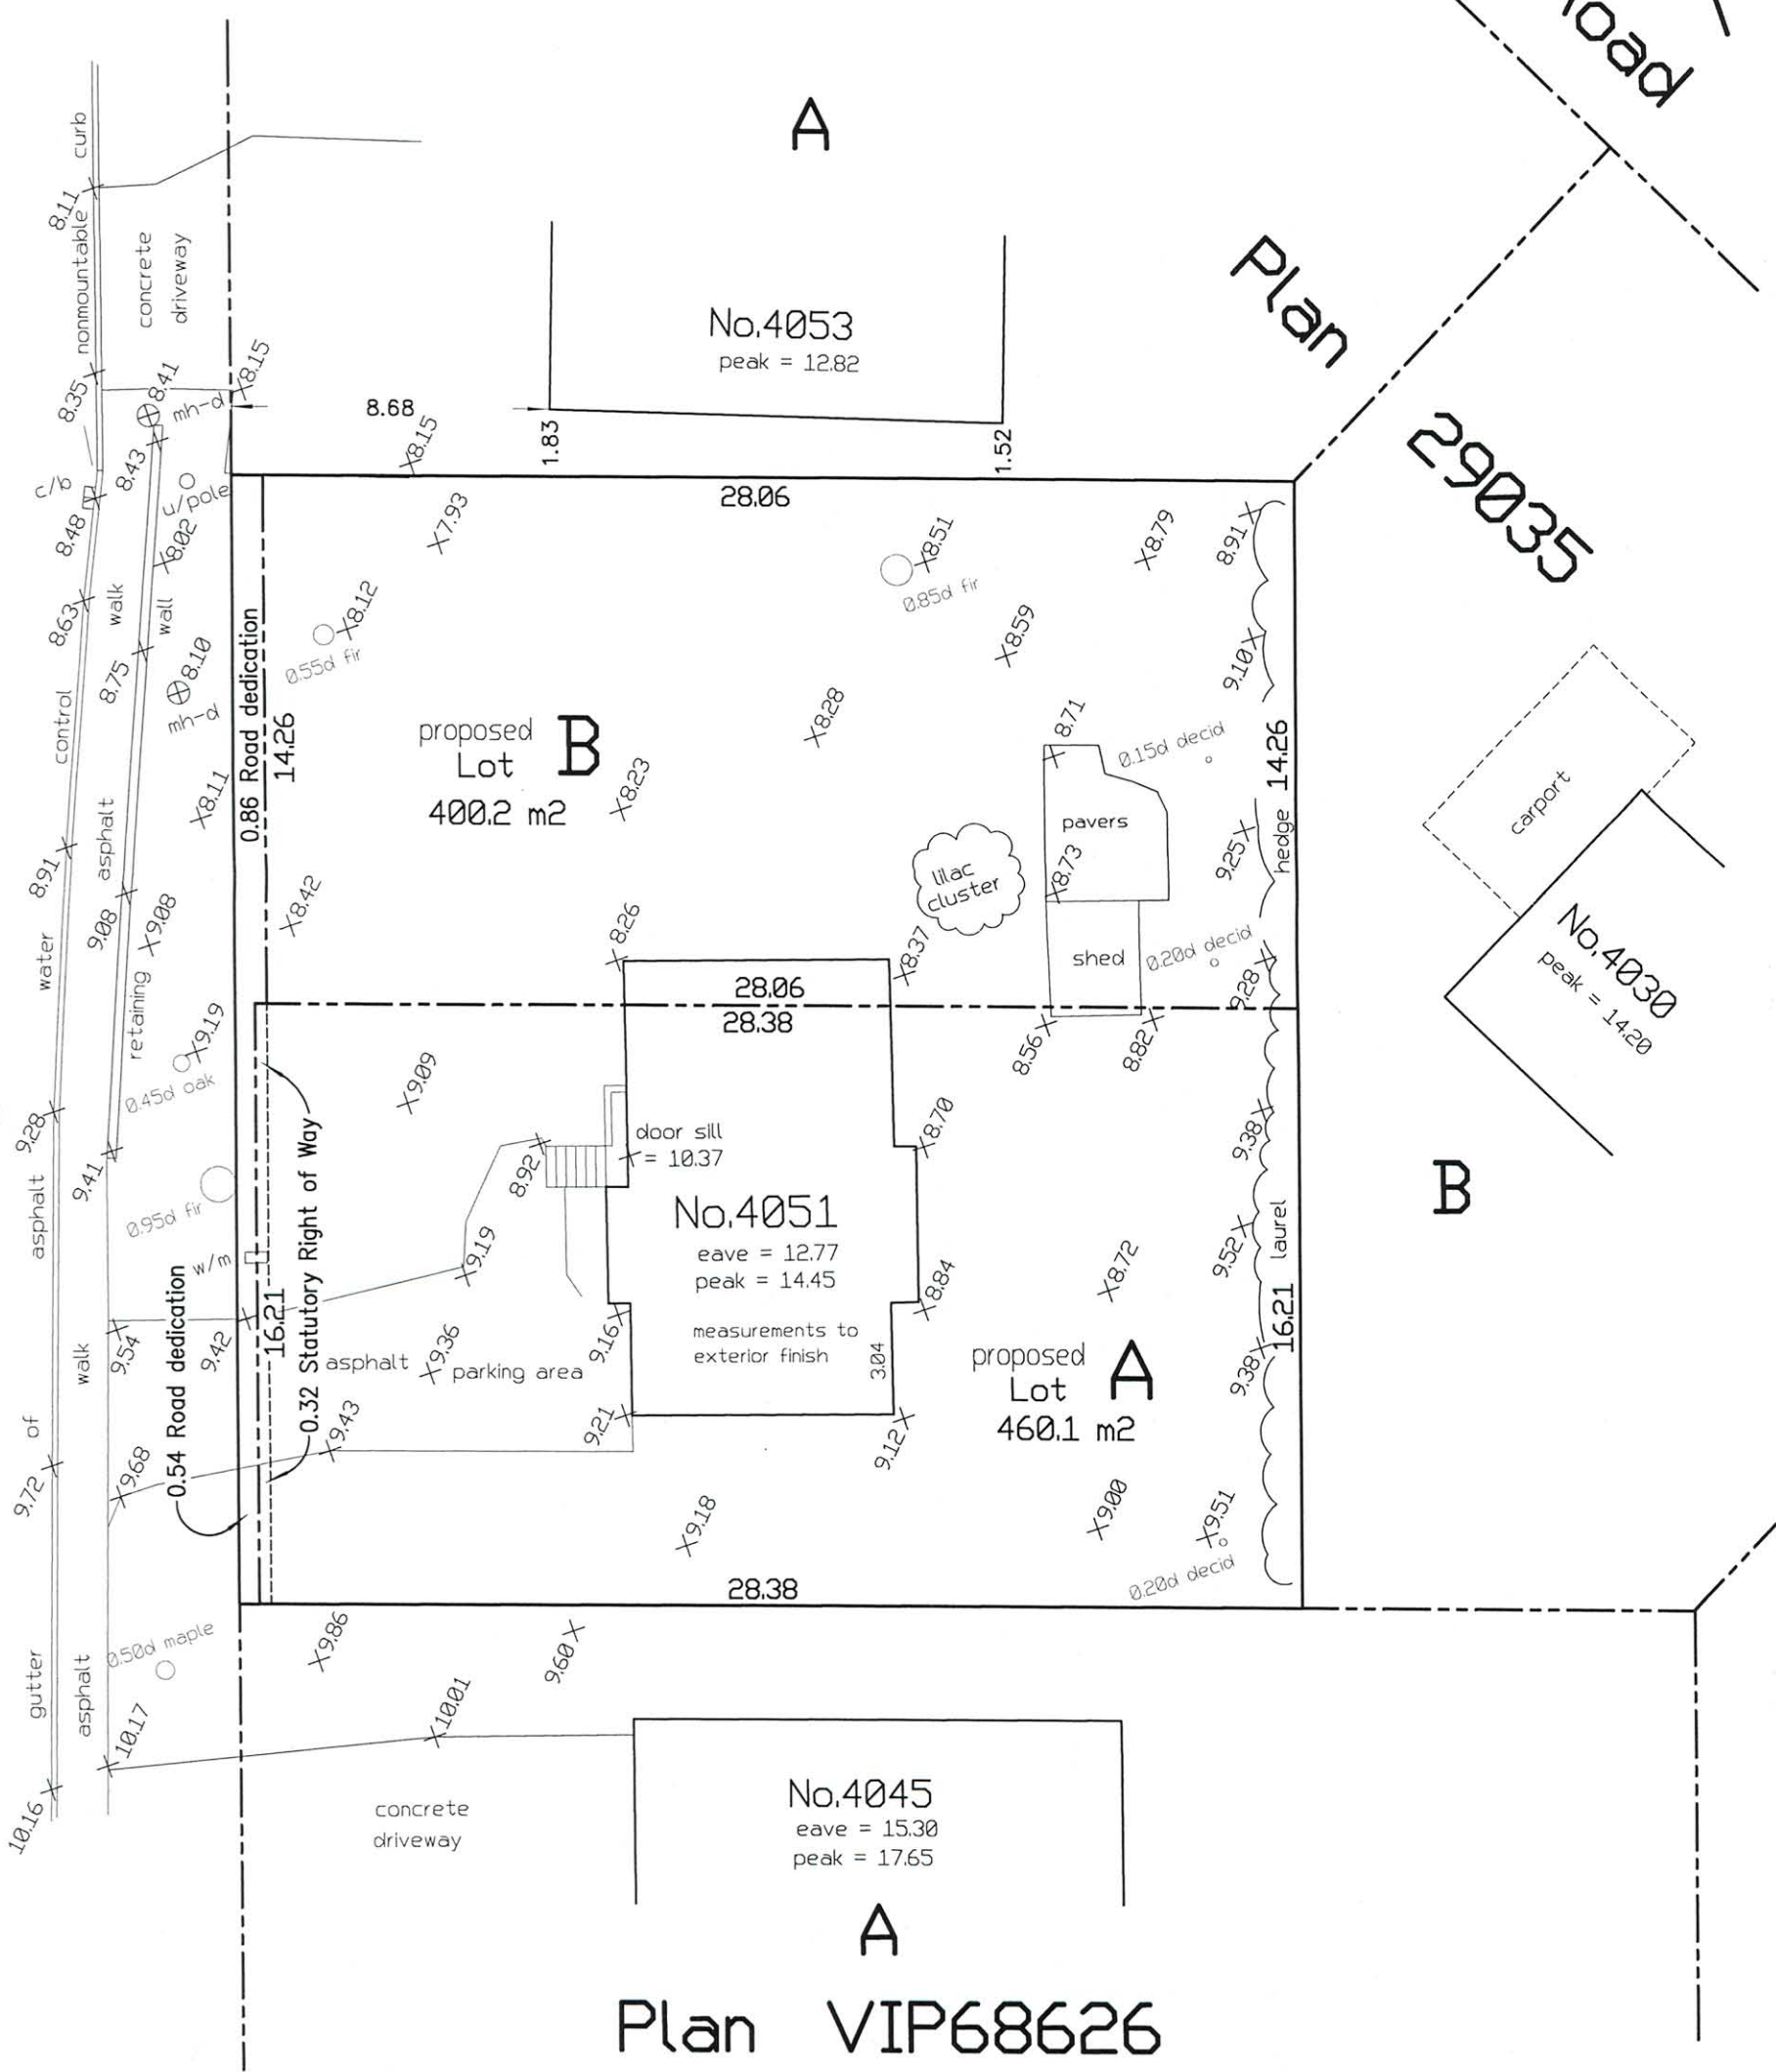 Road
A
curb
8.11
nonmountable
concrete
driveway
Plan
No.4053
peak = 12.82
8.15
8.41
8.35
mh-d
8.68
8.15
1.83
1.52
29035
8.43
c/b
u/pole
28.06
8.48
8.02
7.93
8.51
8.79
8.91
0.85d fir
8.63
walk
wall
8.12
0.55d fir
8.59
9.10
8.10
8.75
mh-d
control
0.86 Road dedication
14.26
proposed
Lot B
400.2 m2
8.28
8.71
0.15d decid
14.26
8.23
8.11
asphalt
pavers
carport
hedge
9.25
8.91
lilac
cluster
8.73
8.42
9.08
9.08
8.26
8.37
water
retaining
shed
0.20d decid
9.28
No.4030
peak = 14.20
28.06
28.38
9.19
0.45d oak
9.09
8.56
8.82
9.28
9.41
door sill
= 10.37
8.70
9.38
8.92
B
asphalt
0.95d fir
No.4051
eave = 12.77
peak = 14.45
w/m
9.19
0.32 Statutory Right of Way
8.72
9.52
laurel
8.84
16.21
16.21
measurements to
exterior finish
3.04
9.54
9.42
walk
asphalt
9.36
parking area
9.16
proposed
Lot A
460.1 m2
9.38
0.54 Road dedication
9.43
9.21
9.12
of
9.68
9.72
9.18
9.00
9.51
0.20d decid
28.38
0.50d maple
9.86
9.60
gutter
asphalt
10.17
10.01
10.16
concrete
driveway
No.4045
eave = 15.30
peak = 17.65
A
Plan VIP68626